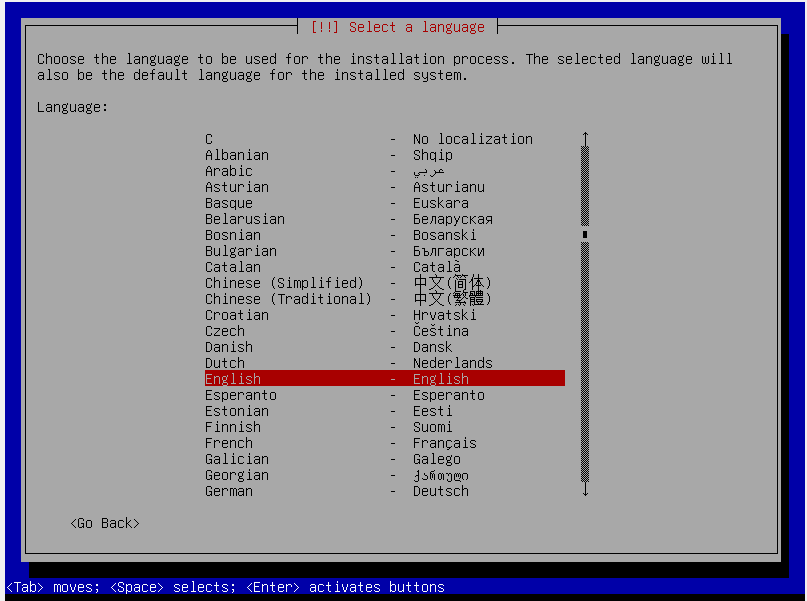 [!!] Select a language
Choose the language to be used for the installation process. The selected language will
also be the default language for the installed system.
Language:
C - No localization
Albanian - Shqip
Arabic - عربي
Asturian - Asturianu
Basque - Euskara
Belarusian - Беларуская
Bosnian - Bosanski
Bulgarian - Български
Catalan - Català
Chinese (Simplified) - 中文(简体)
Chinese (Traditional) - 中文(繁體)
Croatian - Hrvatski
Czech - Čeština
Danish - Dansk
Dutch - Nederlands
English - English
Esperanto - Esperanto
Estonian - Eesti
Finnish - Suomi
French - Français
Galician - Galego
Georgian - ქართული
German - Deutsch
<Go Back>
<Tab> moves; <Space> selects; <Enter> activates buttons